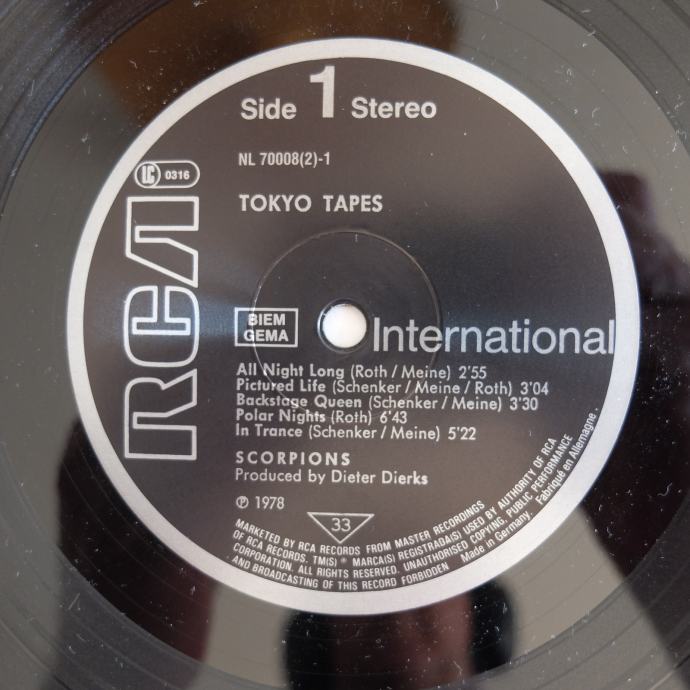 Side 1 Stereo
NL 70008(2)-1
LC 0316
TOKYO TAPES
RCA
BIEM
GEMA
International
All Night Long (Roth / Meine) 2'55
Pictured Life (Schenker / Meine / Roth) 3'04
Backstage Queen (Schenker / Meine) 3'30
Polar Nights (Roth) 6'43
In Trance (Schenker / Meine) 5'22
SCORPIONS
Produced by Dieter Dierks
℗ 1978
33
MARKETED BY RCA RECORDS FROM MASTER RECORDINGS
OF RCA RECORDS. TM(S) ® MARCA(S) REGISTRADA(S) USED BY AUTHORITY OF RCA
CORPORATION. ALL RIGHTS RESERVED. UNAUTHORISED COPYING, PUBLIC PERFORMANCE
AND BROADCASTING OF THIS RECORD FORBIDDEN Made in Germany. Fabriqué en Allemagne.